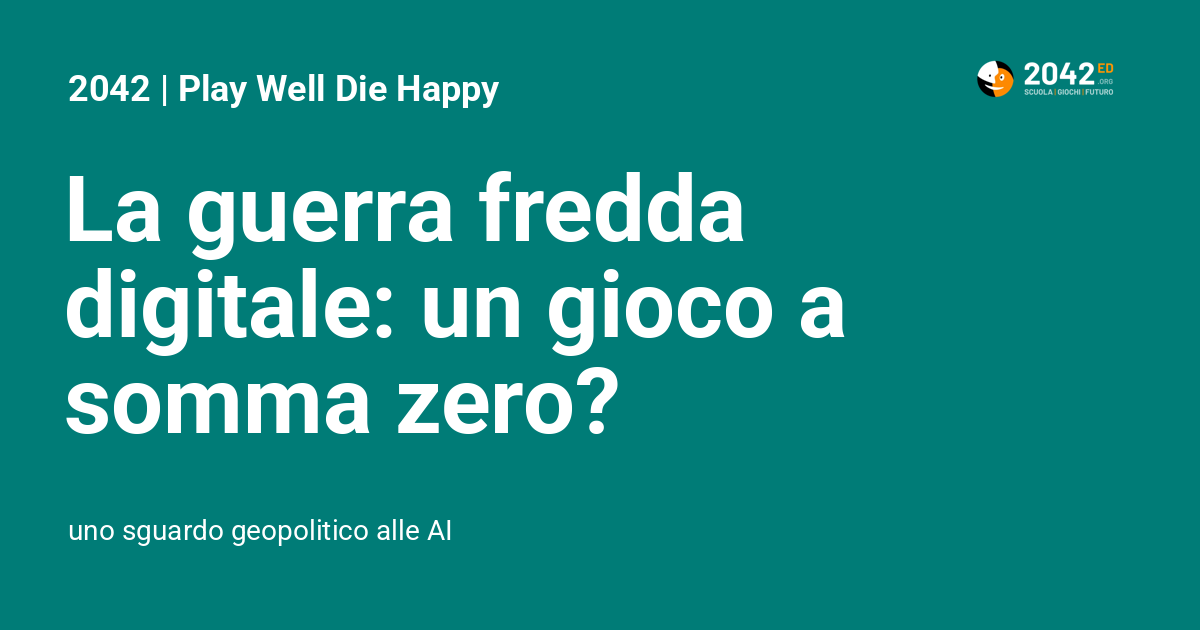 2042 | Play Well Die Happy
2042 ED
.ORG
SCUOLA | GIOCHI | FUTURO
La guerra fredda
digitale: un gioco a
somma zero?
uno sguardo geopolitico alle AI